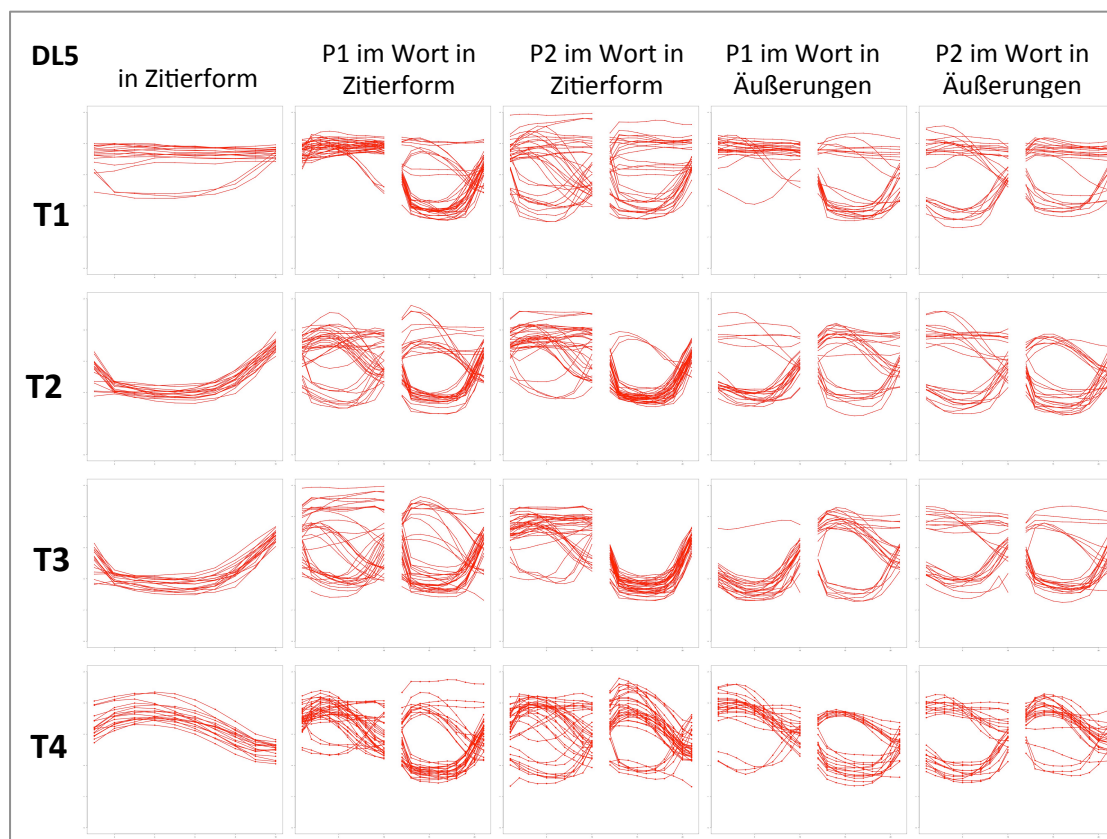 DL5
in Zitierform
P1 im Wort in
Zitierform
P2 im Wort in
Zitierform
P1 im Wort in
Äußerungen
P2 im Wort in
Äußerungen
T1
T2
T3
T4